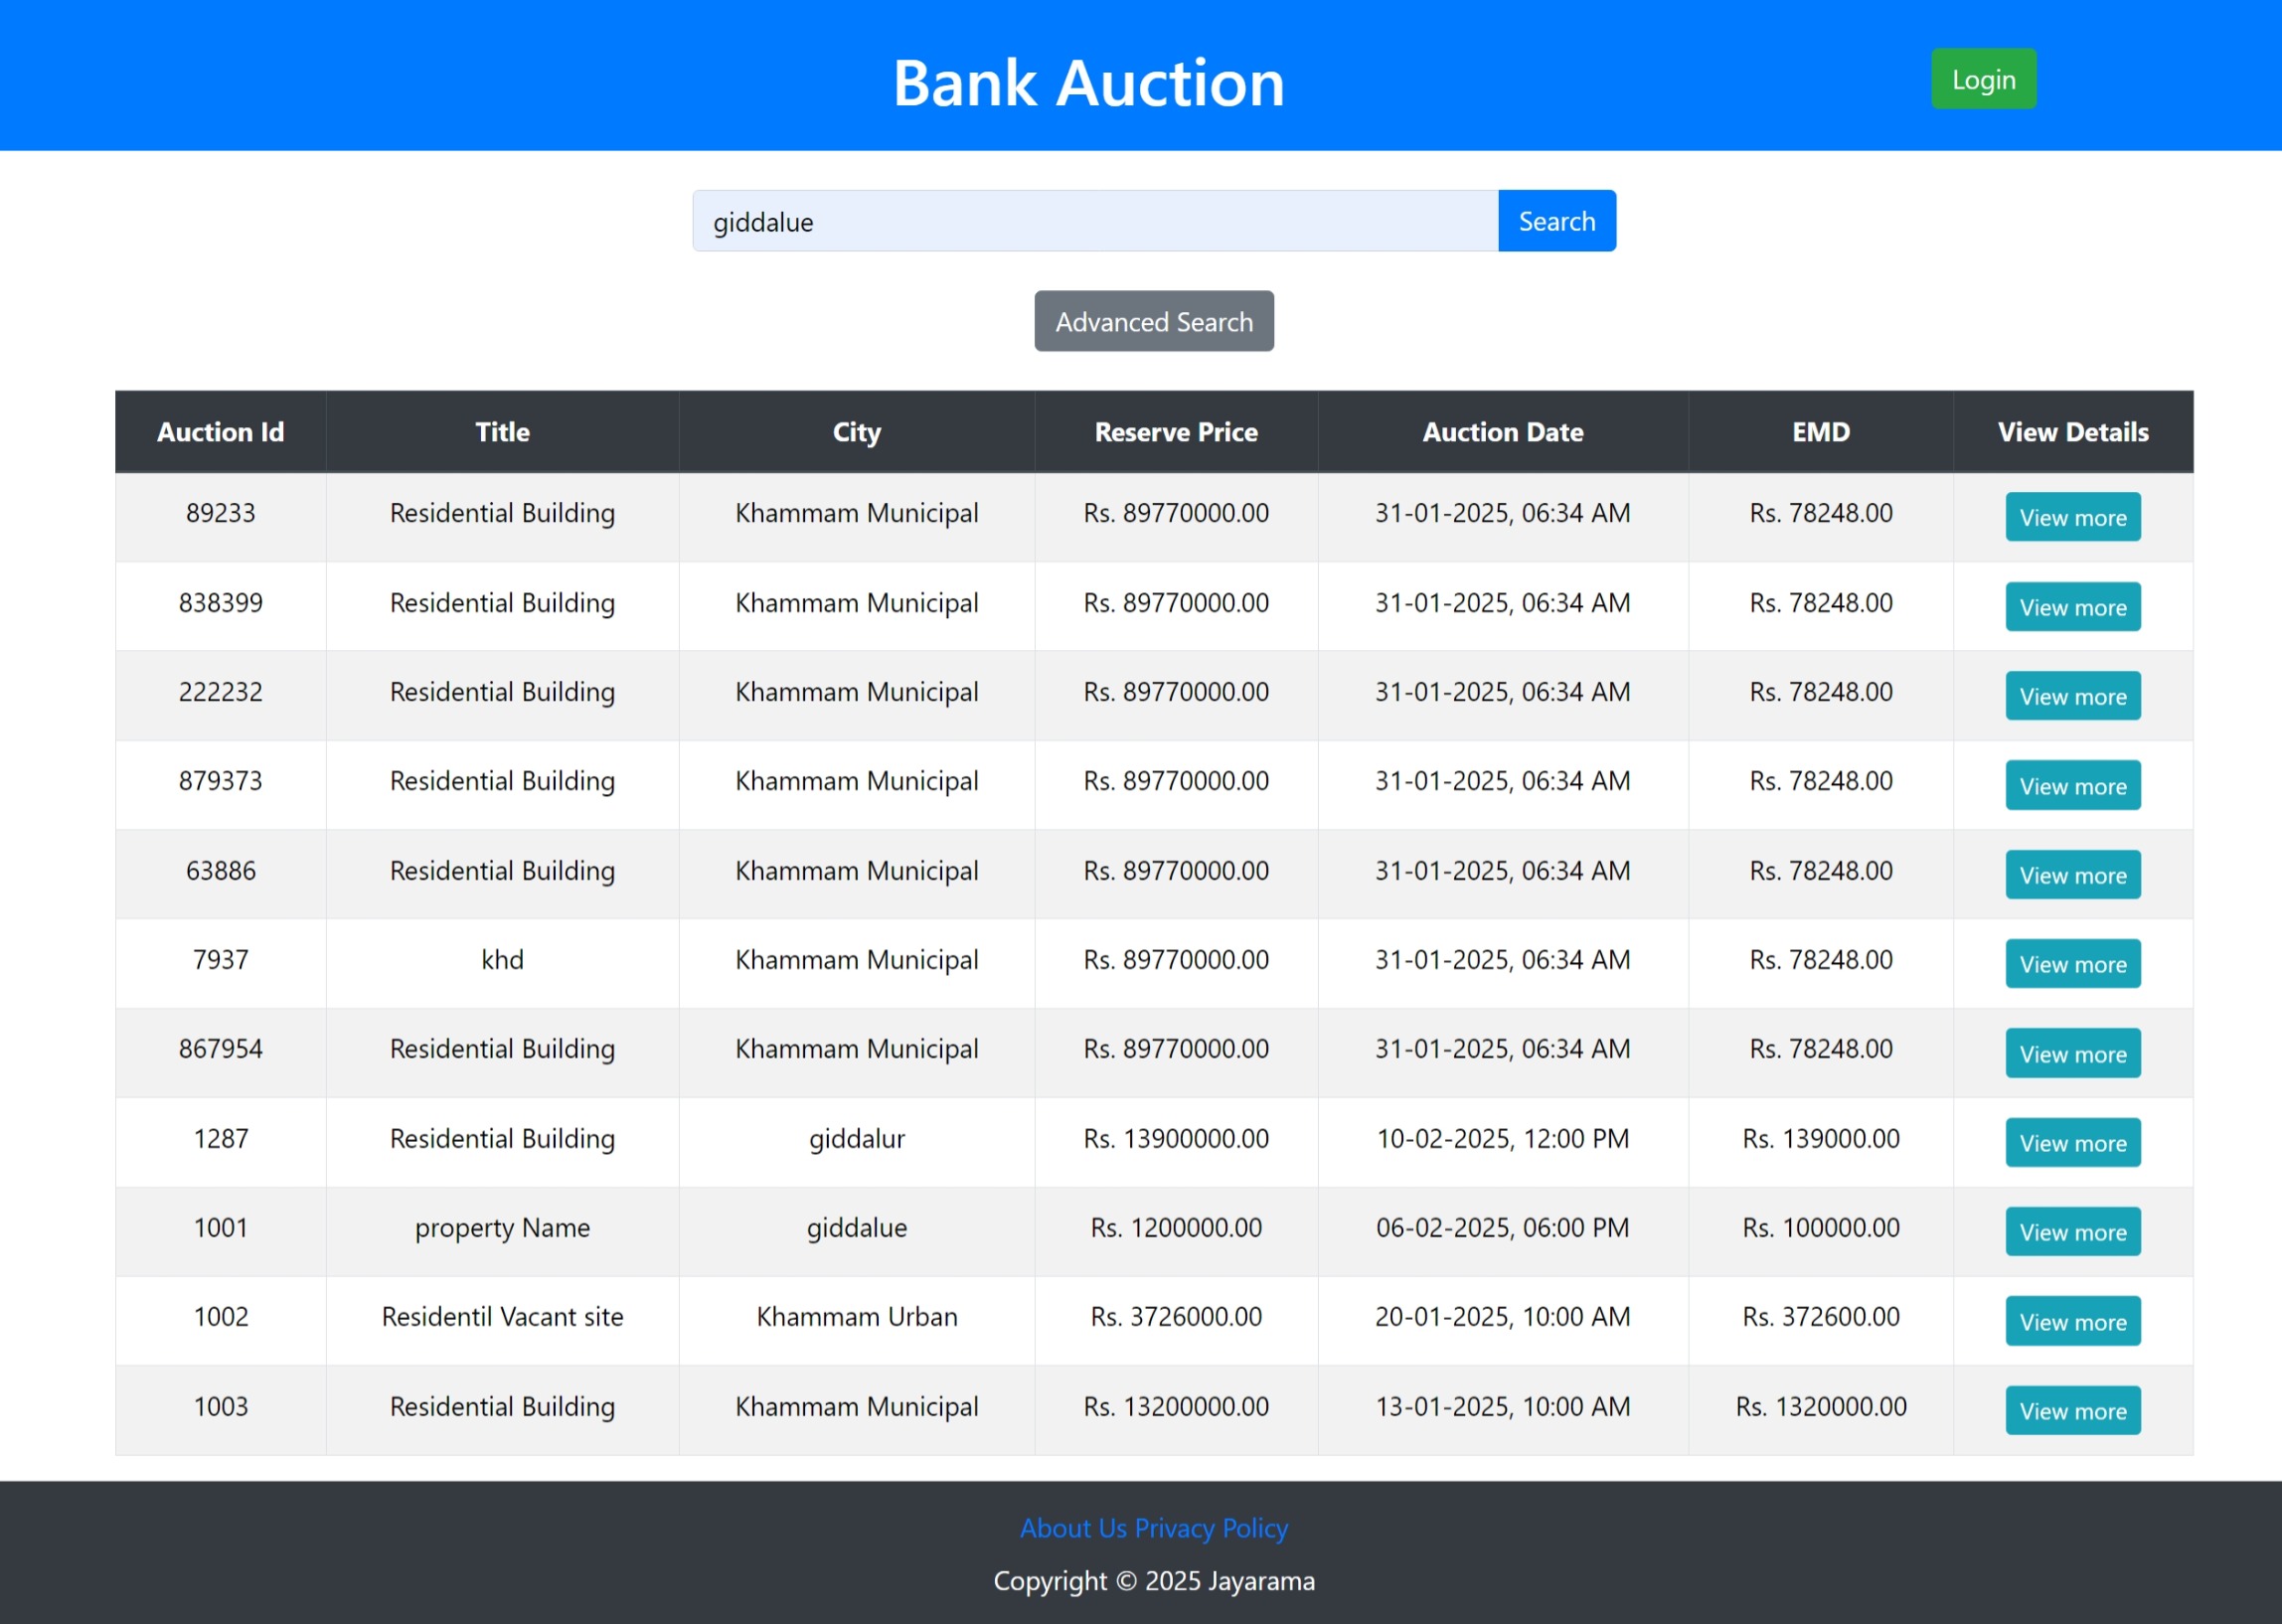 Bank Auction
Login
giddalue
Search
Advanced Search
Auction Id Title City Reserve Price Auction Date EMD View Details
89233 Residential Building Khammam Municipal Rs. 89770000.00 31-01-2025, 06:34 AM Rs. 78248.00 View more
838399 Residential Building Khammam Municipal Rs. 89770000.00 31-01-2025, 06:34 AM Rs. 78248.00 View more
222232 Residential Building Khammam Municipal Rs. 89770000.00 31-01-2025, 06:34 AM Rs. 78248.00 View more
879373 Residential Building Khammam Municipal Rs. 89770000.00 31-01-2025, 06:34 AM Rs. 78248.00 View more
63886 Residential Building Khammam Municipal Rs. 89770000.00 31-01-2025, 06:34 AM Rs. 78248.00 View more
7937 khd Khammam Municipal Rs. 89770000.00 31-01-2025, 06:34 AM Rs. 78248.00 View more
867954 Residential Building Khammam Municipal Rs. 89770000.00 31-01-2025, 06:34 AM Rs. 78248.00 View more
1287 Residential Building giddalur Rs. 13900000.00 10-02-2025, 12:00 PM Rs. 139000.00 View more
1001 property Name giddalue Rs. 1200000.00 06-02-2025, 06:00 PM Rs. 100000.00 View more
1002 Residentil Vacant site Khammam Urban Rs. 3726000.00 20-01-2025, 10:00 AM Rs. 372600.00 View more
1003 Residential Building Khammam Municipal Rs. 13200000.00 13-01-2025, 10:00 AM Rs. 1320000.00 View more
About Us Privacy Policy
Copyright © 2025 Jayarama